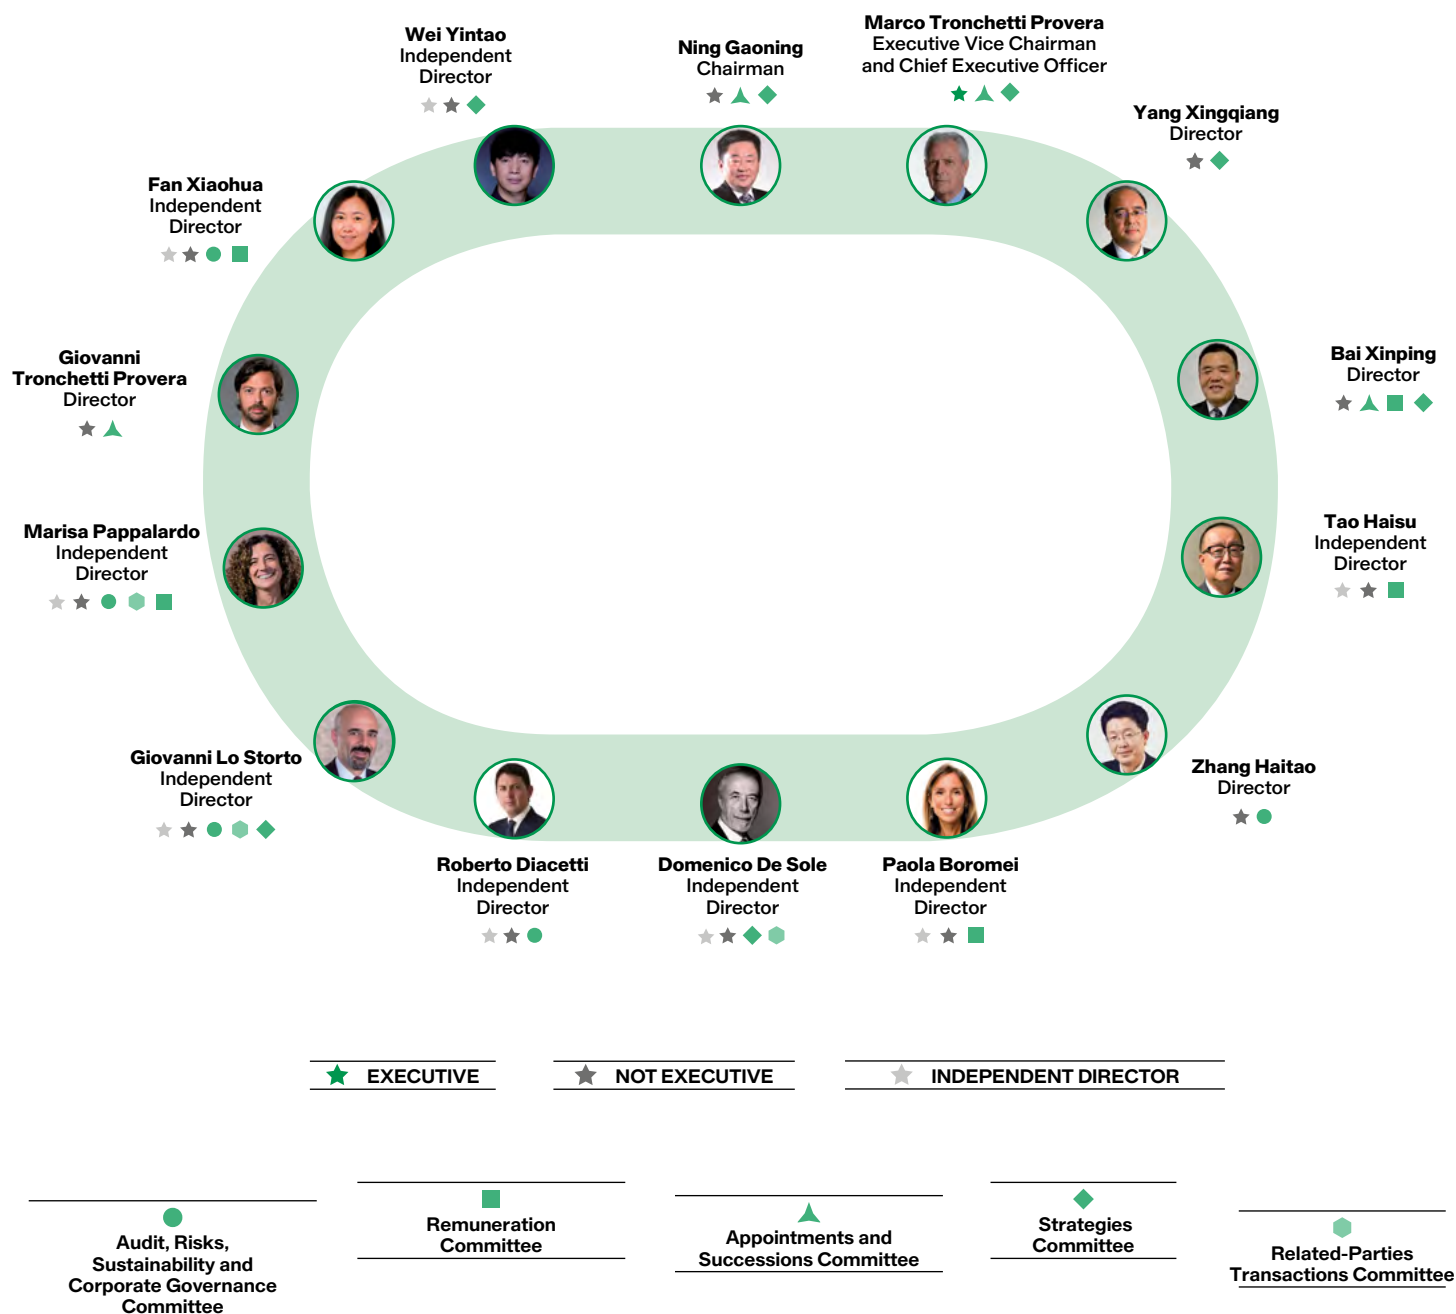 Marco Tronchetti Provera
Executive Vice Chairman
and Chief Executive Officer
Wei Yintao
Independent
Director
Ning Gaoning
Chairman
Yang Xingqiang
Director
Fan Xiaohua
Independent
Director
Giovanni
Tronchetti Provera
Director
Bai Xinping
Director
Marisa Pappalardo
Independent
Director
Tao Haisu
Independent
Director
Giovanni Lo Storto
Independent
Director
Zhang Haitao
Director
Roberto Diacetti
Independent
Director
Domenico De Sole
Independent
Director
Paola Boromei
Independent
Director
EXECUTIVE
NOT EXECUTIVE
INDEPENDENT DIRECTOR
Audit, Risks,
Sustainability and
Corporate Governance
Committee
Remuneration
Committee
Appointments and
Successions Committee
Strategies
Committee
Related-Parties
Transactions Committee